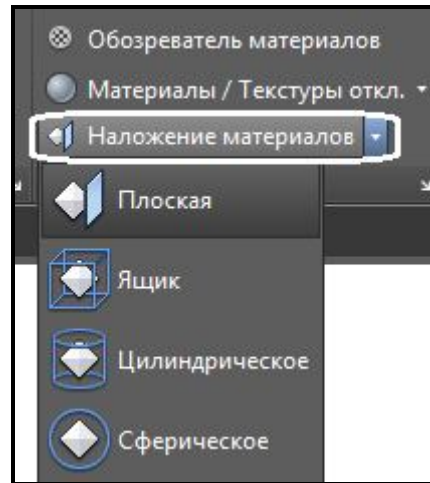 Обозреватель материалов
Материалы / Текстуры откл.
Наложение материалов
Плоская
Ящик
Цилиндрическое
Сферическое